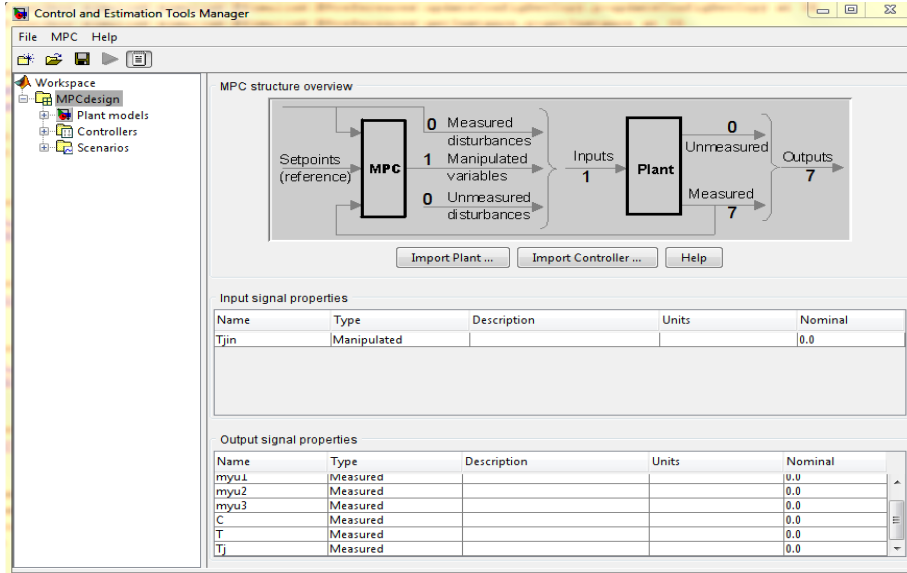 Control and Estimation Tools Manager
File MPC Help
Workspace
MPCdesign
Plant models
Controllers
Scenarios
MPC structure overview
Setpoints
(reference)
MPC
0 Measured
disturbances
1 Manipulated
variables
0 Unmeasured
disturbances
Inputs
1
Plant
0
Unmeasured
Measured
7
Outputs
7
Import Plant ... Import Controller ... Help
Input signal properties
Name Type Description Units Nominal
Tjin Manipulated 0.0
Output signal properties
Name Type Description Units Nominal
myu1 Measured 0.0
myu2 Measured 0.0
myu3 Measured 0.0
C Measured 0.0
T Measured 0.0
Tj Measured 0.0